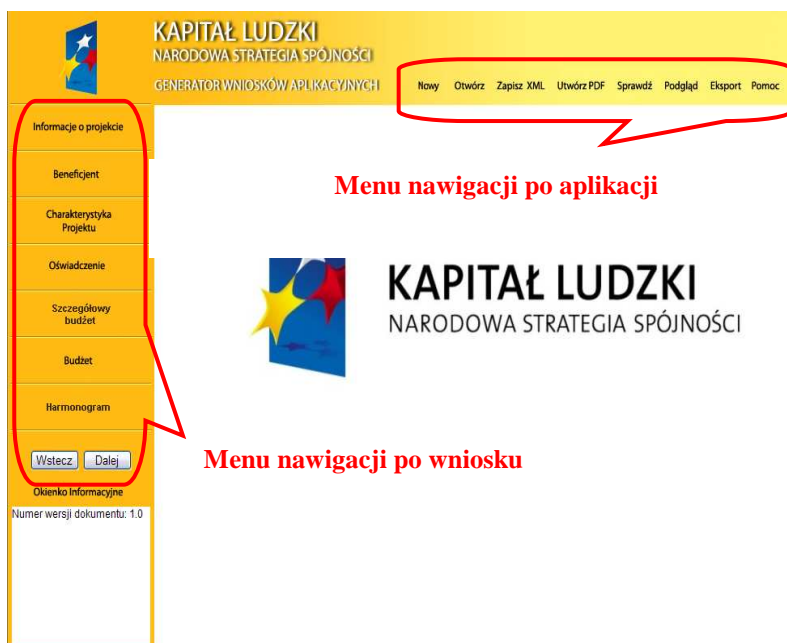 KAPITAŁ LUDZKI
NARODOWA STRATEGIA SPÓJNOŚCI
GENERATOR WNIOSKÓW APLIKACYJNYCH
Nowy Otwórz Zapisz XML Utwórz PDF Sprawdź Podgląd Eksport Pomoc
Informacje o projekcie
Beneficjent
Charakterystyka
Projektu
Oświadczenie
Szczegółowy
budżet
Budżet
Harmonogram
Wstecz Dalej
Okienko Informacyjne
Numer wersji dokumentu: 1.0
Menu nawigacji po aplikacji
KAPITAŁ LUDZKI
NARODOWA STRATEGIA SPÓJNOŚCI
Menu nawigacji po wniosku